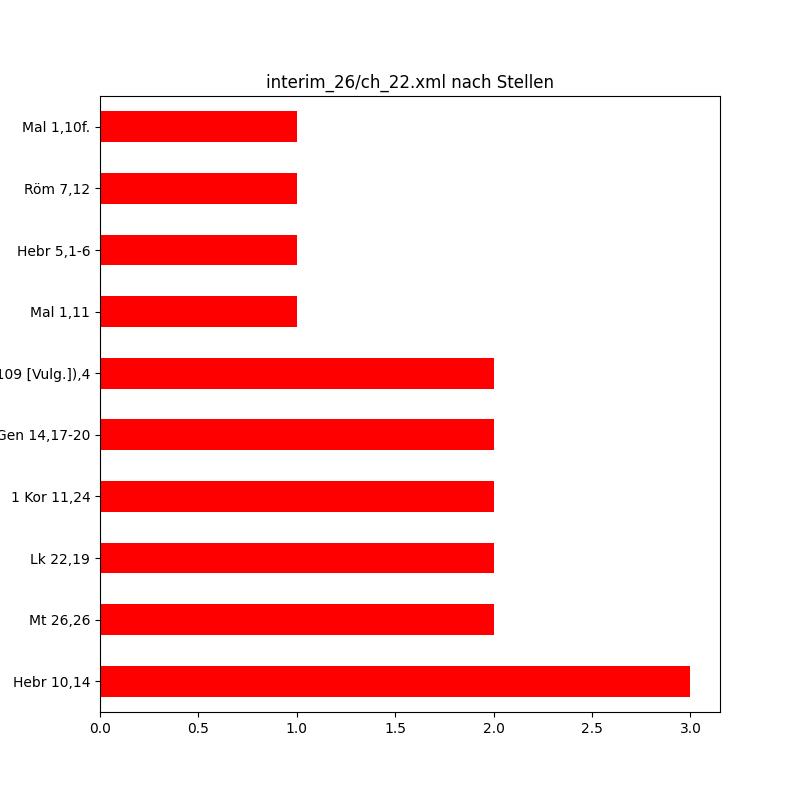 interim_26/ch_22.xml nach Stellen
Mal 1,10f.
Röm 7,12
Hebr 5,1-6
Mal 1,11
109 [Vulg.]),4
Gen 14,17-20
1 Kor 11,24
Lk 22,19
Mt 26,26
Hebr 10,14
0.0 0.5 1.0 1.5 2.0 2.5 3.0